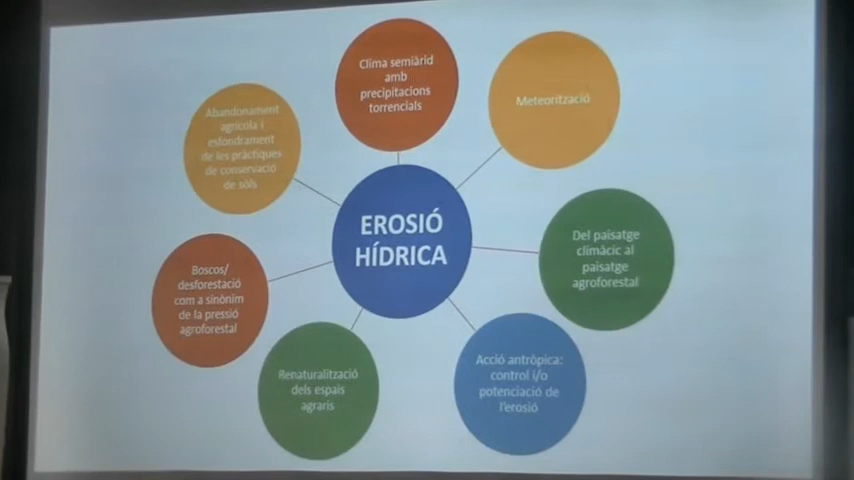 Clima semiàrid
amb
precipitacions
torrencials
Meteorització
Del paisatge
climàcic al
paisatge
agroforestal
Acció antròpica:
control i/o
potenciació de
l'erosió
Renaturalització
dels espais
agraris
Boscos/
desforestació
com a sinònim
de la pressió
agroforestal
Abandonament
agrícola i
esfondrament
de les pràctiques
de conservació
de sòls
EROSIÓ
HÍDRICA